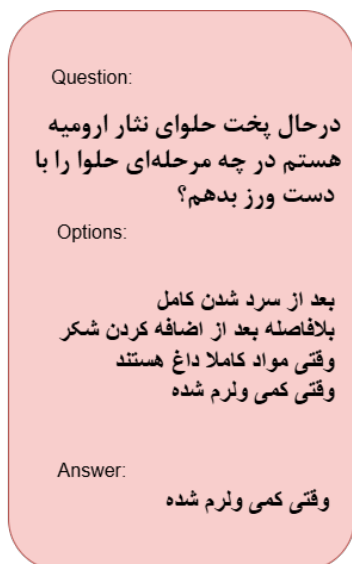 Question:
درحال پخت حلوای نثار ارومیه
هستم در چه مرحله‌ای حلوا را با
دست ورز بدهم؟
Options:
بعد از سرد شدن کامل
بلافاصله بعد از اضافه کردن شکر
وقتی مواد کاملا داغ هستند
وقتی کمی ولرم شده
Answer:
وقتی کمی ولرم شده